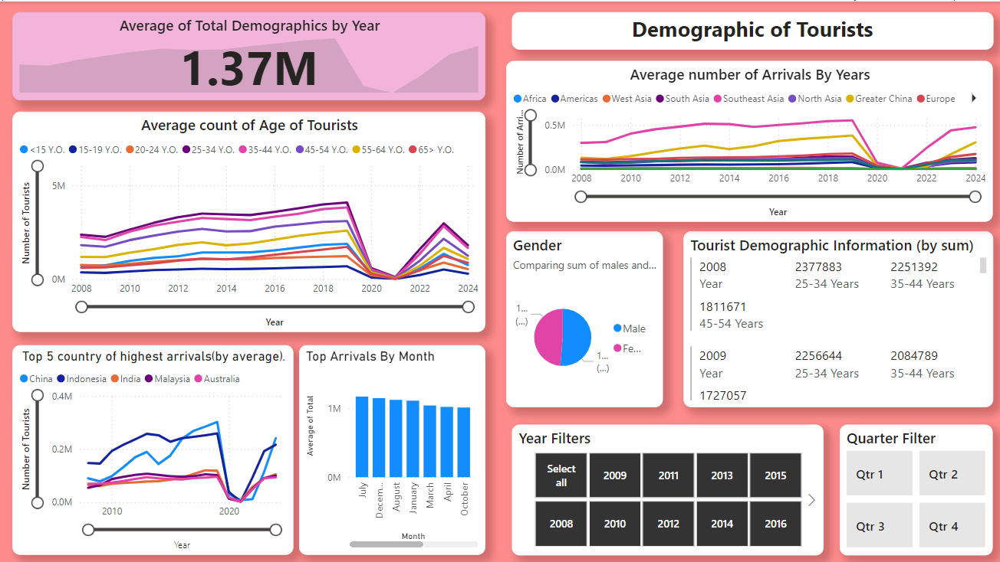 Average of Total Demographics by Year
1.37M
Demographic of Tourists
Average number of Arrivals By Years
Africa Americas West Asia South Asia Southeast Asia North Asia Greater China Europe
Number of Arri...
0.5M
0.0M
2008 2010 2012 2014 2016 2018 2020 2022 2024
Year
Average count of Age of Tourists
<15 Y.O. 15-19 Y.O. 20-24 Y.O. 25-34 Y.O. 35-44 Y.O. 45-54 Y.O. 55-64 Y.O. 65> Y.O.
Number of Tourists
5M
0M
2008 2010 2012 2014 2016 2018 2020 2022 2024
Year
Gender
Comparing sum of males and...
1...
(...)
Male
Fe...
1...
(...)
Tourist Demographic Information (by sum)
2008 2377883 2251392
Year 25-34 Years 35-44 Years
1811671
45-54 Years
2009 2256644 2084789
Year 25-34 Years 35-44 Years
1727057
Top 5 country of highest arrivals(by average).
China Indonesia India Malaysia Australia
Number of Tourists
0.4M
0.2M
0.0M
2010 2020
Year
Top Arrivals By Month
Average of Total
1M
0M
July Decem... August January March April October
Month
Year Filters
Select all 2009 2011 2013 2015
2008 2010 2012 2014 2016
Quarter Filter
Qtr 1 Qtr 2
Qtr 3 Qtr 4